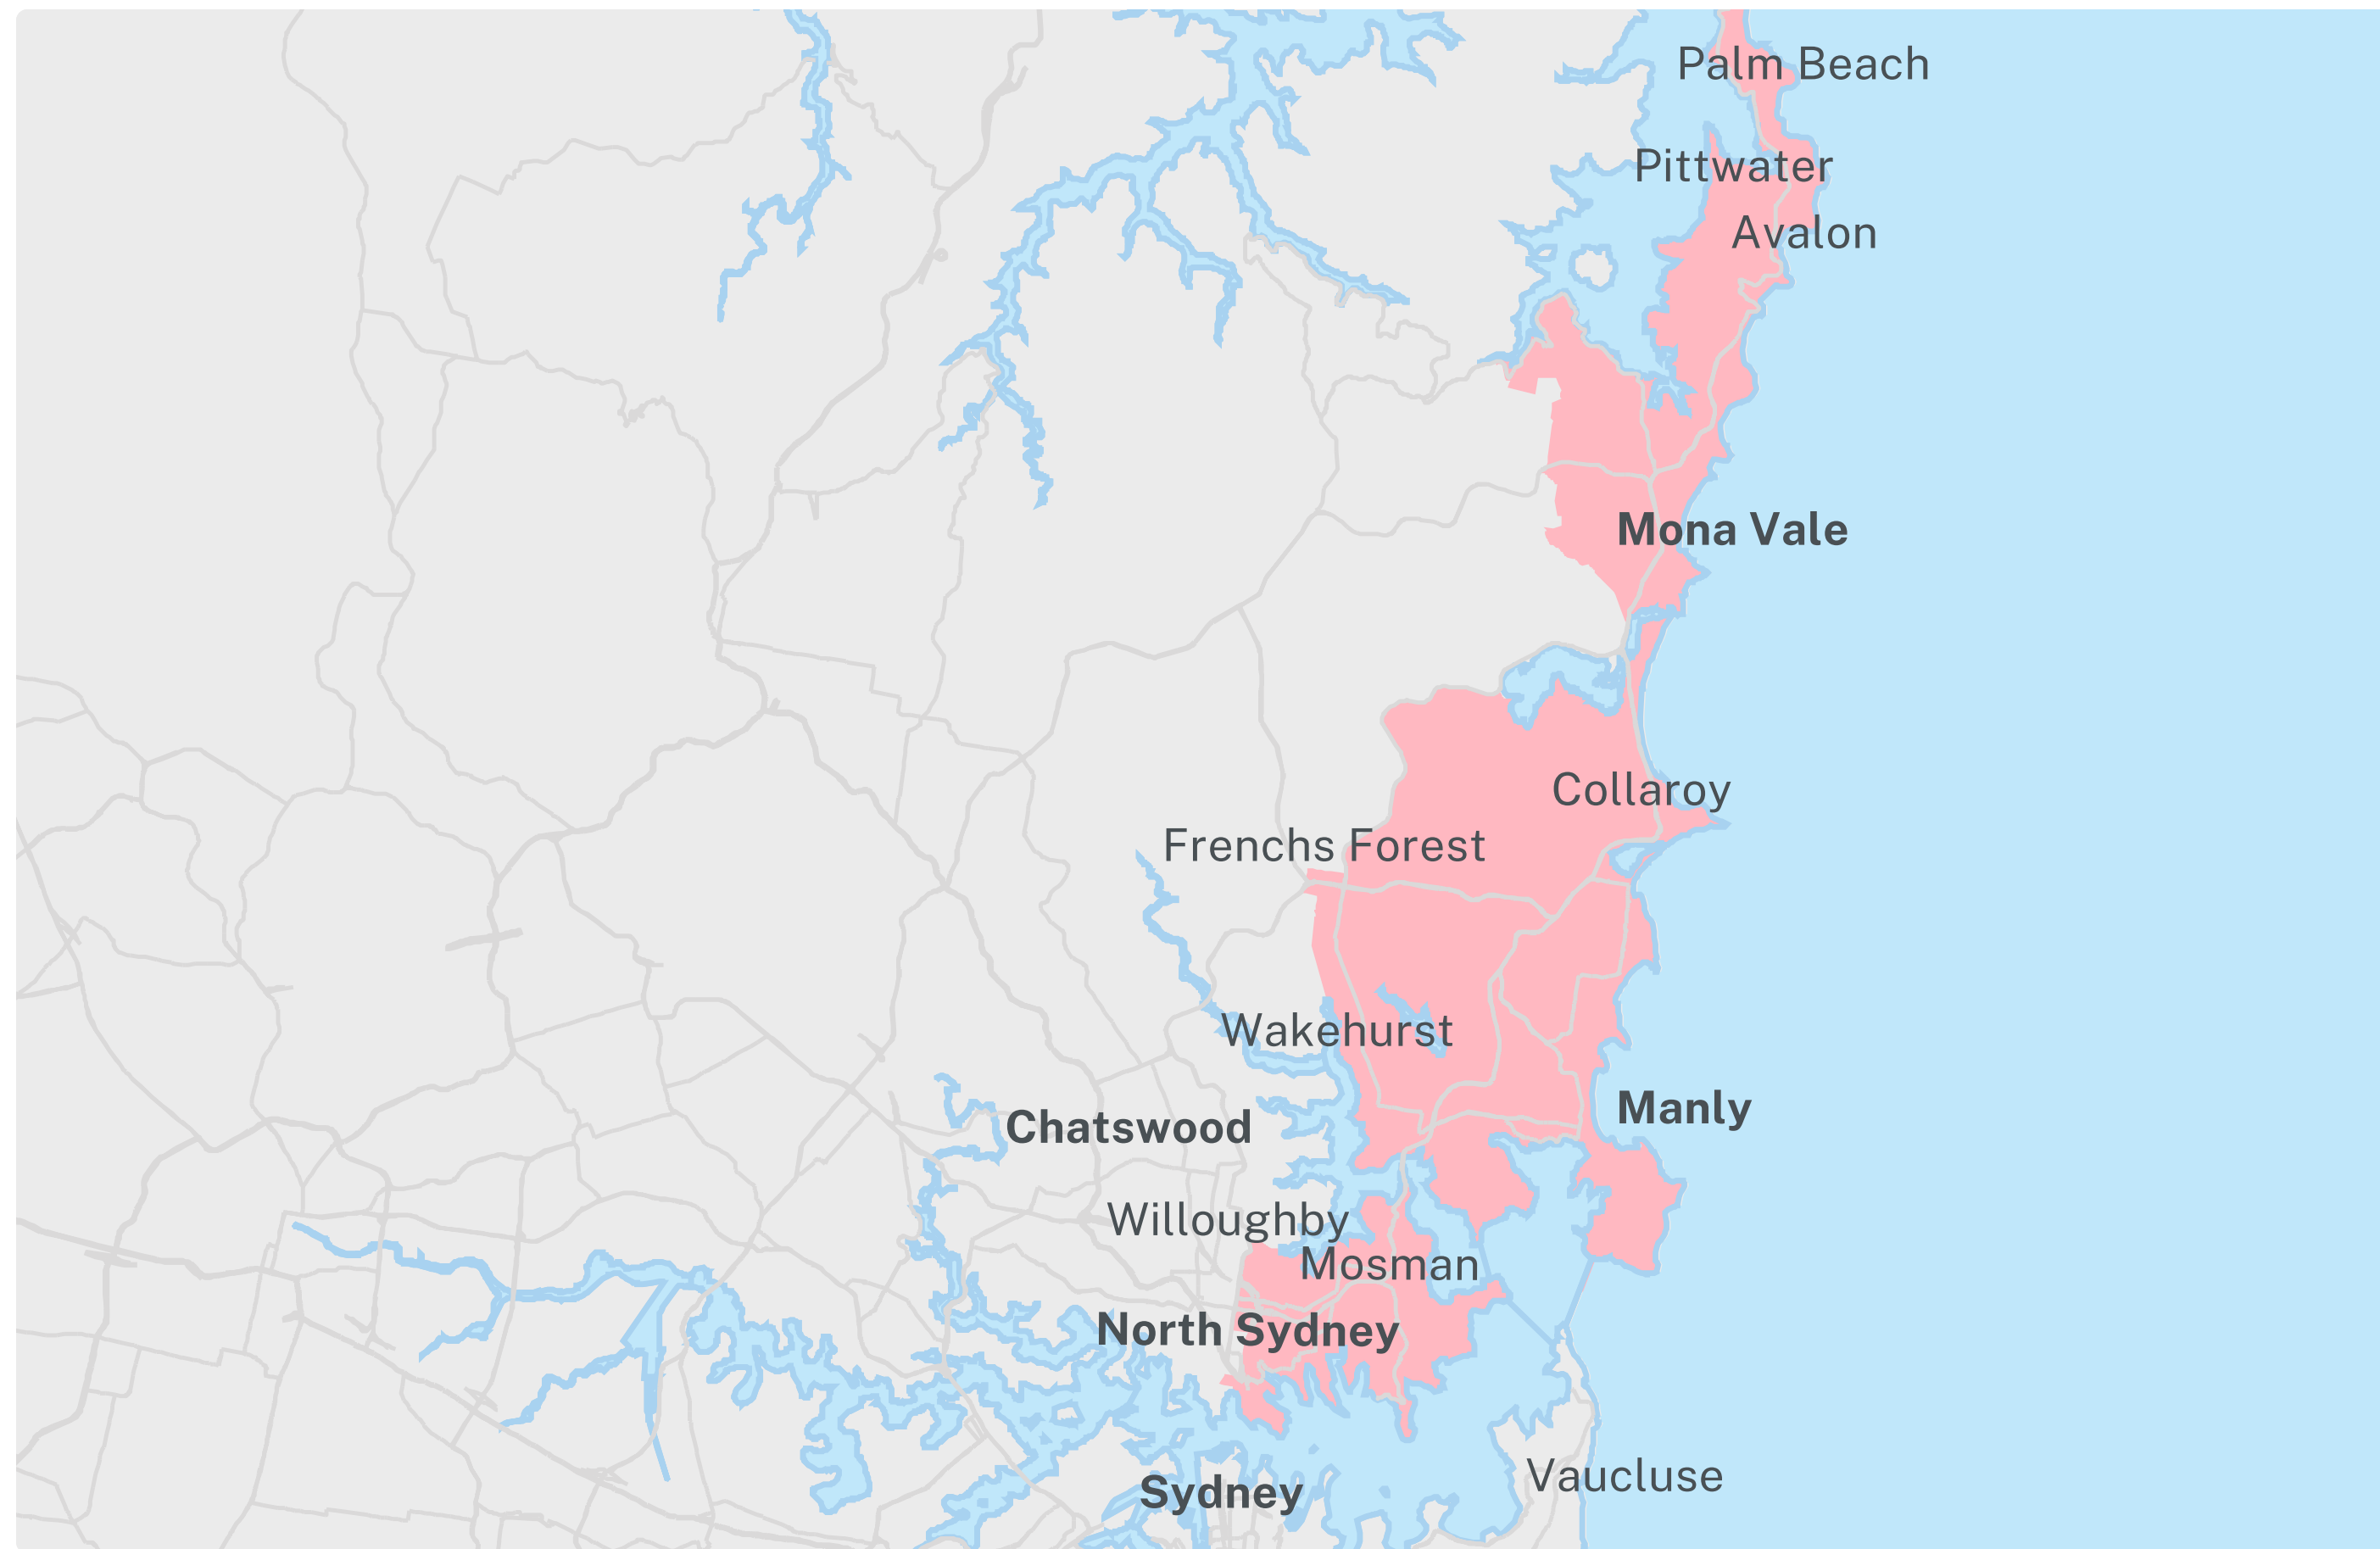 Palm Beach
Pittwater
Avalon
Mona Vale
Collaroy
Frenchs Forest
Wakehurst
Manly
Chatswood
Willoughby
Mosman
North Sydney
Vaucluse
Sydney